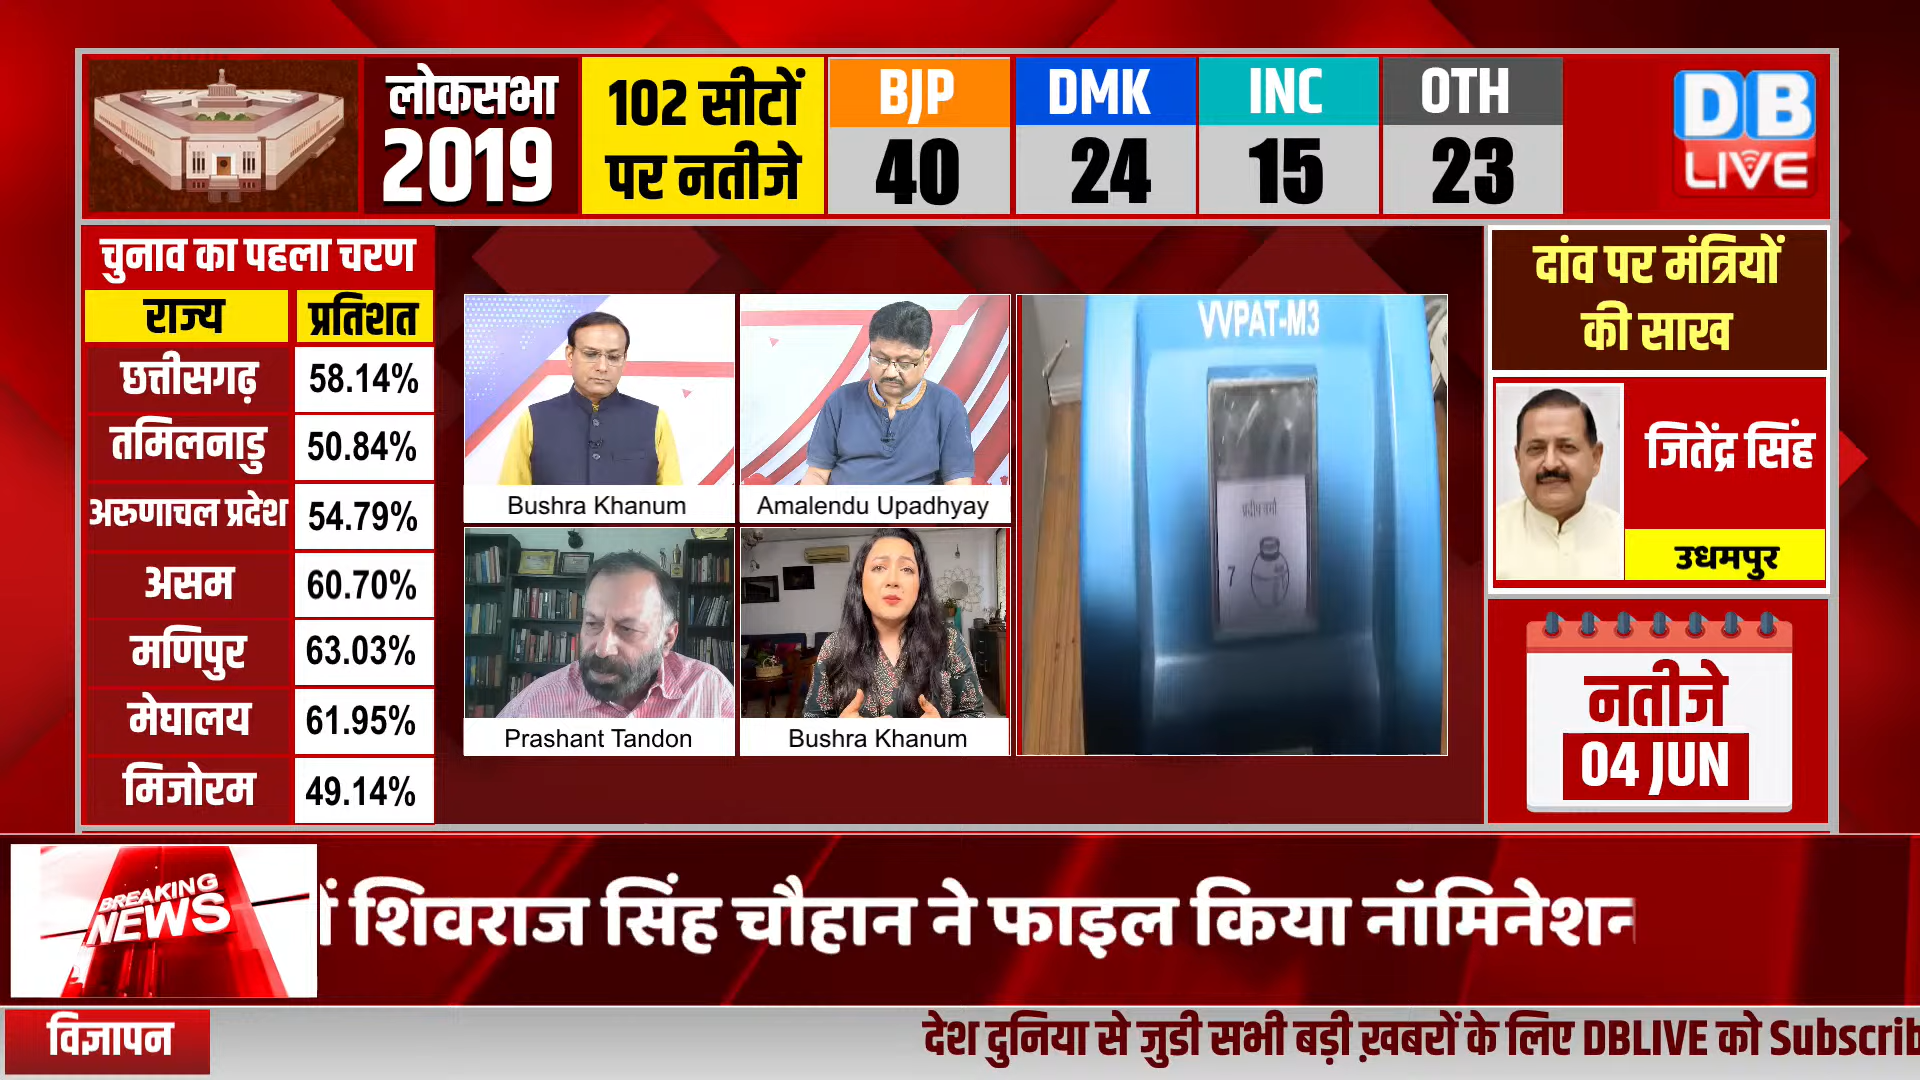 लोकसभा
2019
102 सीटों
पर नतीजे
BJP
40
DMK
24
INC
15
OTH
23
DB
LIVE
चुनाव का पहला चरण
राज्य प्रतिशत
छत्तीसगढ़ 58.14%
तमिलनाडु 50.84%
अरुणाचल प्रदेश 54.79%
असम 60.70%
मणिपुर 63.03%
मेघालय 61.95%
मिजोरम 49.14%
Bushra Khanum
Amalendu Upadhyay
Prashant Tandon
Bushra Khanum
VVPAT-M3
7
दांव पर मंत्रियों
की साख
जितेंद्र सिंह
उधमपुर
नतीजे
04 JUN
BREAKING
NEWS
शिवराज सिंह चौहान ने फाइल किया नॉमिनेशन
विज्ञापन
देश दुनिया से जुडी सभी बड़ी ख़बरों के लिए DBLIVE को Subscrib